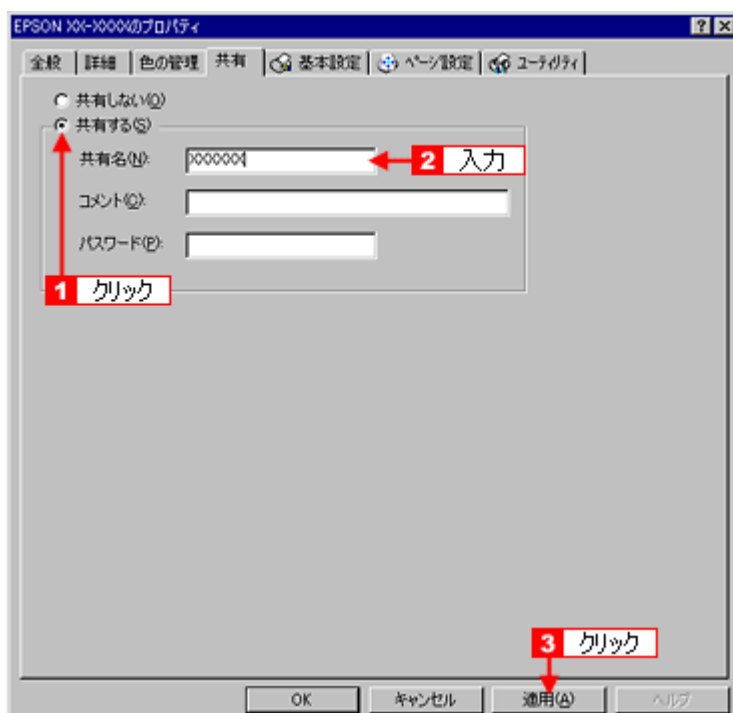 EPSON XX-XXXXのプロパティ
全般 詳細 色の管理 共有 基本設定 ページ設定 ユーティリティ
共有しない(O)
共有する(S)
共有名(N): XXXXXXX 2 入力
コメント(C):
パスワード(P):
1 クリック
3 クリック
OK キャンセル 適用(A) ヘルプ